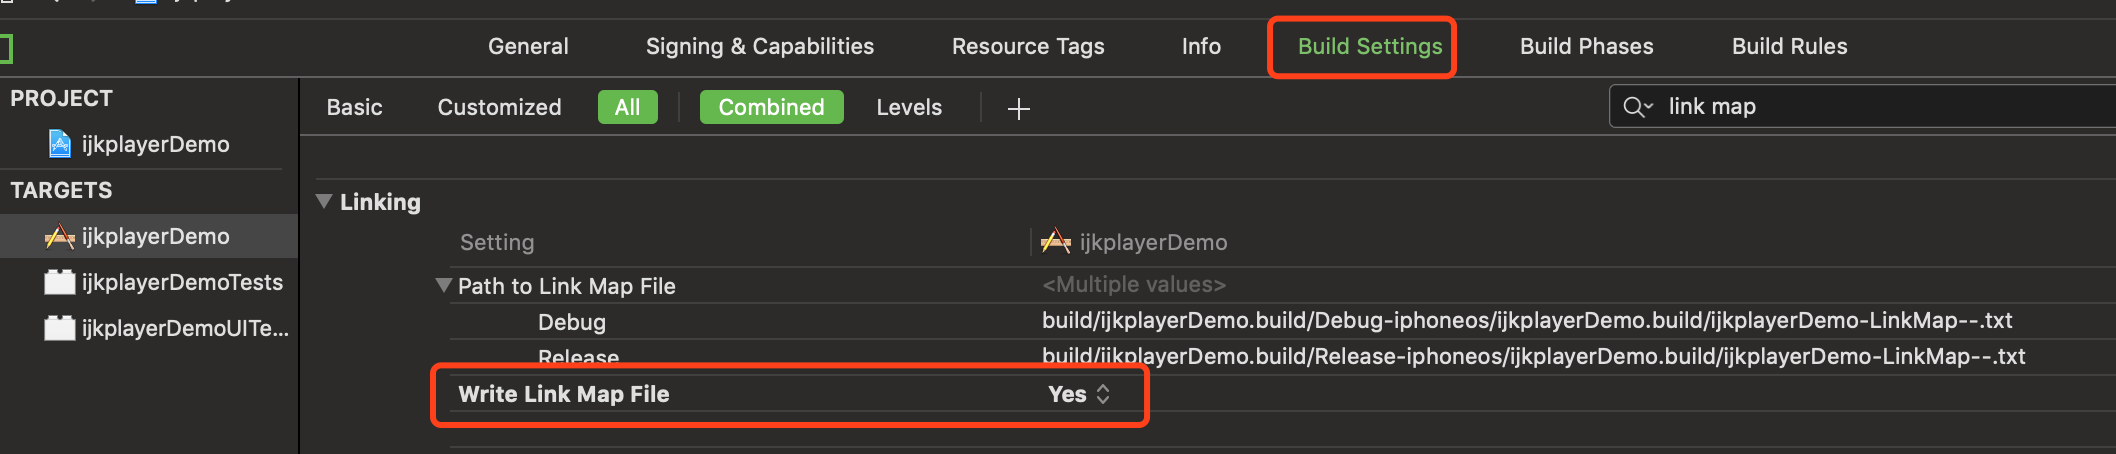 General Signing & Capabilities Resource Tags Info Build Settings Build Phases Build Rules
PROJECT
ijkplayerDemo
TARGETS
ijkplayerDemo
ijkplayerDemoTests
ijkplayerDemoUITe...
Basic Customized All Combined Levels + link map
Linking
Setting ijkplayerDemo
Path to Link Map File <Multiple values>
Debug build/ijkplayerDemo.build/Debug-iphoneos/ijkplayerDemo.build/ijkplayerDemo-LinkMap--.txt
Release build/ijkplayerDemo.build/Release-iphoneos/ijkplayerDemo.build/ijkplayerDemo-LinkMap--.txt
Write Link Map File Yes